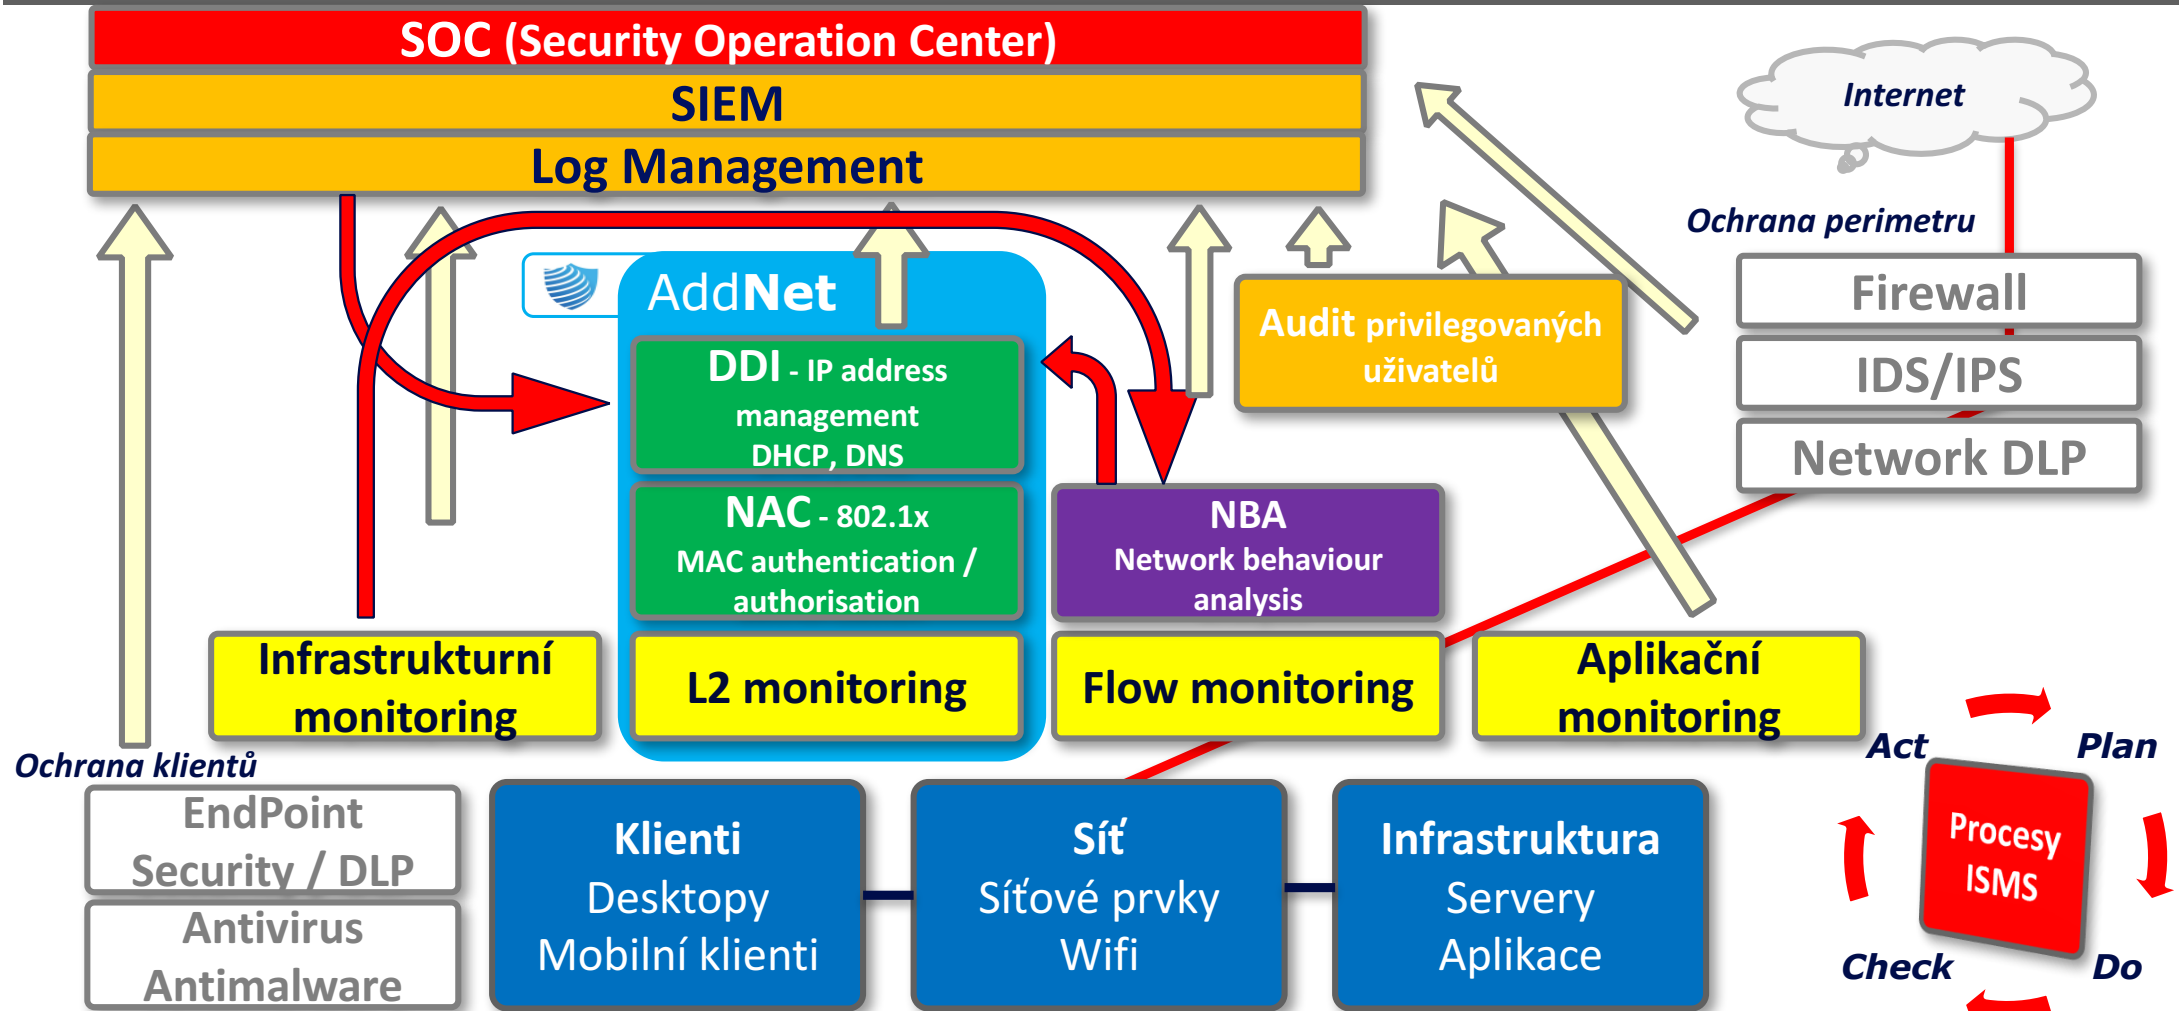 SOC (Security Operation Center)
SIEM
Log Management
Internet
Ochrana perimetru
Firewall
IDS/IPS
Network DLP
AddNet
DDI - IP address
management
DHCP, DNS
NAC - 802.1x
MAC authentication /
authorisation
L2 monitoring
Audit privilegovaných
uživatelů
NBA
Network behaviour
analysis
Flow monitoring
Infrastrukturní
monitoring
Aplikační
monitoring
Ochrana klientů
EndPoint
Security / DLP
Antivirus
Antimalware
Klienti
Desktopy
Mobilní klienti
Síť
Síťové prvky
Wifi
Infrastruktura
Servery
Aplikace
Act
Plan
Procesy
ISMS
Check
Do